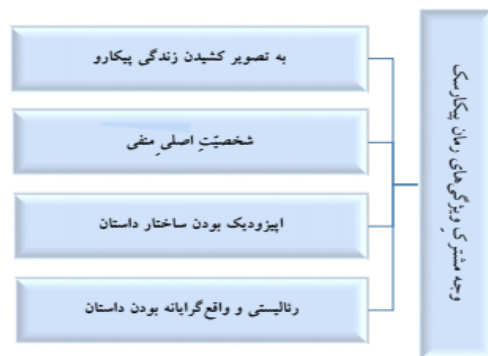 وجه مشترکِ ویژگی‌های رمان پیکارسک
به تصویر کشیدن زندگی پیکارو
شخصیّتِ اصلیِ منفی
اپیزودیک بودن ساختار داستان
رئالیستی و واقع‌گرایانه بودن داستان